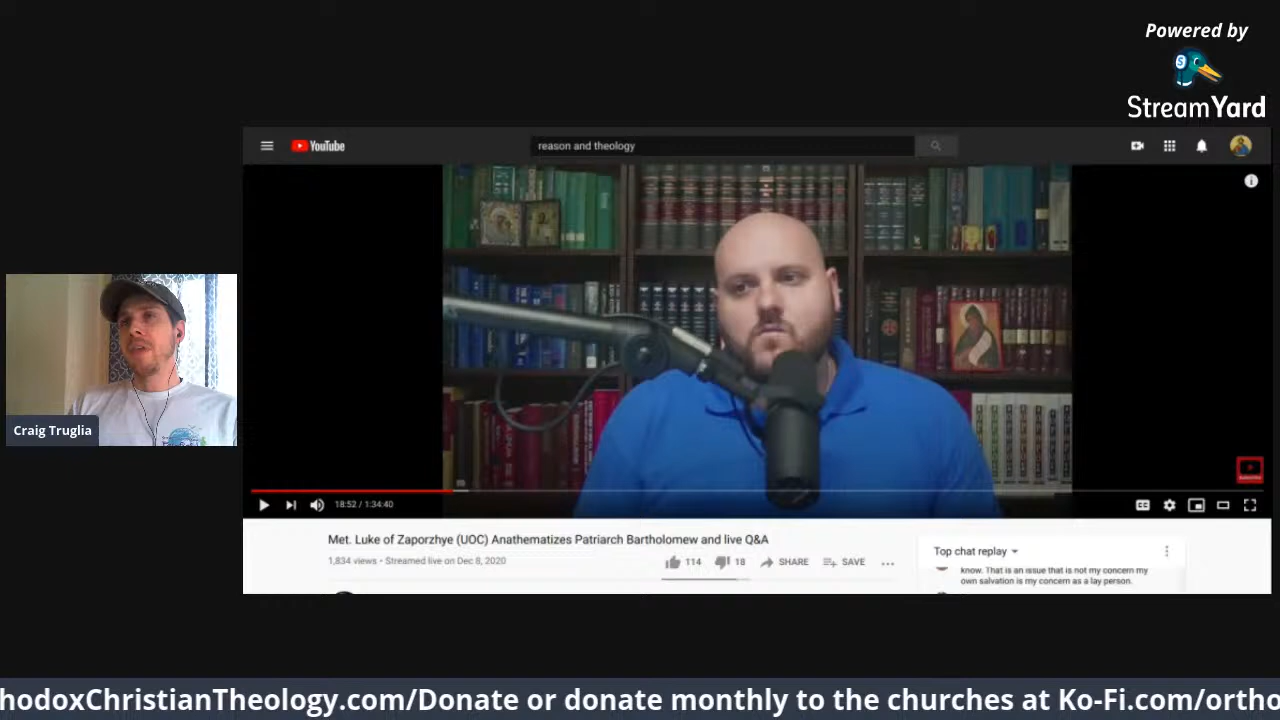 Powered by
StreamYard
YouTube
reason and theology
Craig Truglia
18:52 / 1:34:40
Met. Luke of Zaporzhye (UOC) Anathematizes Patriarch Bartholomew and live Q&A
1,834 views • Streamed live on Dec 8, 2020
114
18
SHARE
SAVE
Top chat replay
know. That is an issue that is not my concern my
own salvation is my concern as a lay person.
hodoxChristianTheology.com/Donate or donate monthly to the churches at Ko-Fi.com/ortho